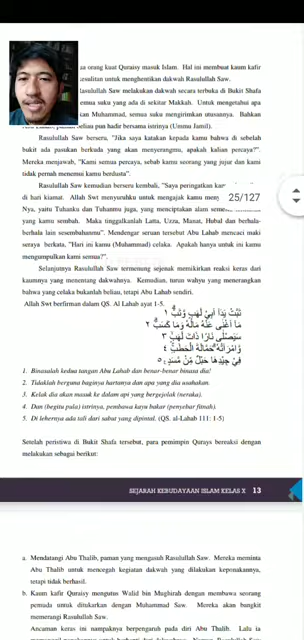 orang kuat Quraisy masuk Islam. Hal ini membuat kaum kafir
kesulitan untuk menghentikan dakwah Rasulullah Saw.
Rasulullah Saw melakukan dakwah secara terbuka di Bukit Shafa
semua suku yang ada di sekitar Makkah. Untuk mengetahui apa
Muhammad, semua suku mengirimkan utusannya. Bahkan
beliau pun hadir bersama istrinya (Ummu Jamil).
Rasulullah Saw berseru, "Jika saya katakan kepada kamu bahwa di sebelah
bukit ada pasukan berkuda yang akan menyerangmu, apakah kalian percaya?".
Mereka menjawab, "Kami semua percaya, sebab kamu seorang yang jujur dan kami
tidak pernah menemui kamu berdusta".
Rasulullah Saw kemudian berseru kembali, "Saya peringatkan
di hari kiamat. Allah Swt menyuruhku untuk mengajak kamu
25/127
Nya, yaitu Tuhanku dan Tuhanmu juga, yang menciptakan alam
yang kamu sembah. Maka tinggalkanlah Latta, Uzza, Manat, Hubal dan berhala-
berhala lain sesembahanmu". Mendengar seruan tersebut Abu Lahab mencaci maki
seraya berkata, "Hari ini kamu (Muhammad) celaka. Apakah hanya untuk ini kamu
mengumpulkan kami semua?".
Selanjutnya Rasulullah Saw termenung sejenak memikirkan reaksi keras dari
kaumnya yang menentang dakwahnya. Kemudian, turun wahyu yang menerangkan
bahwa yang celaka bukanlah beliau, tetapi Abu Lahab sendiri.
Allah Swt berfirman dalam QS. Al Lahab ayat 1-5.
تَبَّتْ يَدَآ اَبِيْ لَهَبٍ وَّتَبَّۗ ١
مَآ اَغْنٰى عَنْهُ مَالُهٗ وَمَا كَسَبَۗ ٢
سَيَصْلٰى نَارًا ذَاتَ لَهَبٍۙ ٣
وَّامْرَاَتُهٗۗ حَمَّالَةَ الْحَطَبِۚ ٤
فِيْ جِيْدِهَا حَبْلٌ مِّنْ مَّسَدٍࣖ ٥
1. Binasalah kedua tangan Abu Lahab dan benar-benar binasa dia!
2. Tidaklah berguna baginya hartanya dan apa yang dia usahakan.
3. Kelak dia akan masuk ke dalam api yang bergejolak (neraka).
4. Dan (begitu pula) istrinya, pembawa kayu bakar (penyebar fitnah).
5. Di lehernya ada tali dari sabut yang dipintal. (QS. al-Lahab 111: 1-5)
Setelah peristiwa di Bukit Shafa tersebut, para pemimpin Qurays bereaksi dengan
melakukan sebagai berikut:
SEJARAH KEBUDAYAAN ISLAM KELAS X 13
a. Mendatangi Abu Thalib, paman yang mengasuh Rasulullah Saw. Mereka meminta
Abu Thalib untuk mencegah kegiatan dakwah yang dilakukan keponakannya,
tetapi tidak berhasil.
b. Kaum kafir Quraisy mengutus Walid bin Mughirah dengan membawa seorang
pemuda untuk ditukarkan dengan Muhammad Saw. Mereka akan bangkit
memerangi Rasulullah Saw.
Ancaman keras ini nampaknya berpengaruh pada diri Abu Thalib. Lalu ia